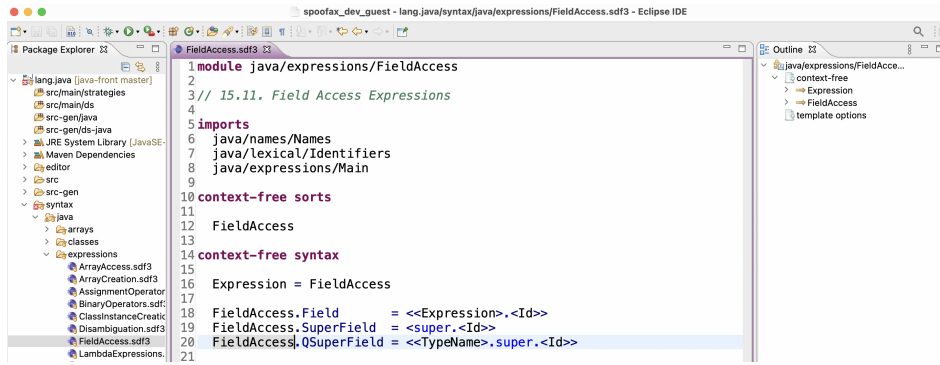 spoofax_dev_guest - lang.java/syntax/java/expressions/FieldAccess.sdf3 - Eclipse IDE
Package Explorer
lang.java [java-front master]
src/main/strategies
src/main/ds
src-gen/java
src-gen/ds-java
JRE System Library [JavaSE-
Maven Dependencies
editor
src
src-gen
syntax
java
arrays
classes
expressions
ArrayAccess.sdf3
ArrayCreation.sdf3
AssignmentOperator
BinaryOperators.sdf3
ClassInstanceCreatic
Disambiguation.sdf3
FieldAccess.sdf3
LambdaExpressions.
FieldAccess.sdf3
1 module java/expressions/FieldAccess
2
3 // 15.11. Field Access Expressions
4
5 imports
6 java/names/Names
7 java/lexical/Identifiers
8 java/expressions/Main
9
10 context-free sorts
11
12 FieldAccess
13
14 context-free syntax
15
16 Expression = FieldAccess
17
18 FieldAccess.Field = <<Expression>.<Id>>
19 FieldAccess.SuperField = <super.<Id>>
20 FieldAccess.QSuperField = <<TypeName>.super.<Id>>
21
Outline
java/expressions/FieldAcce...
context-free
Expression
FieldAccess
template options